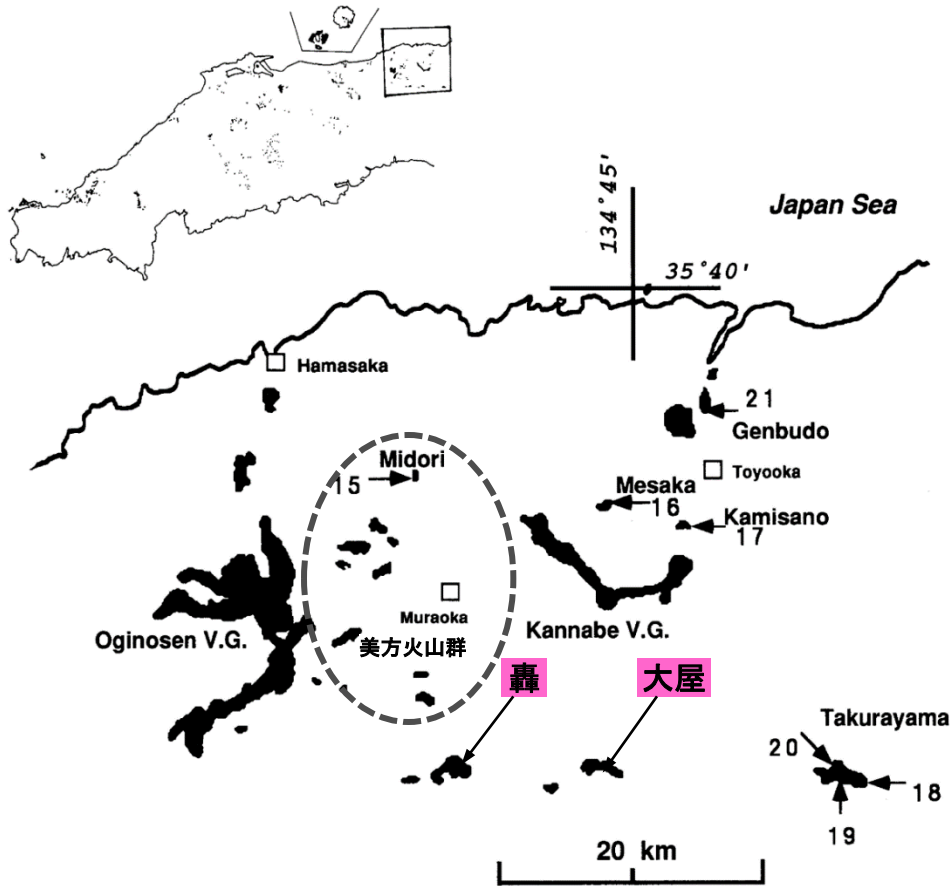 134°45'
Japan Sea
35°40'
Hamasaka
21
Genbudo
Midori
15
Toyooka
Mesaka
16
Kamisano
17
Muraoka
Oginosen V.G.
美方火山群
Kannabe V.G.
轟
大屋
Takurayama
20
18
19
20 km